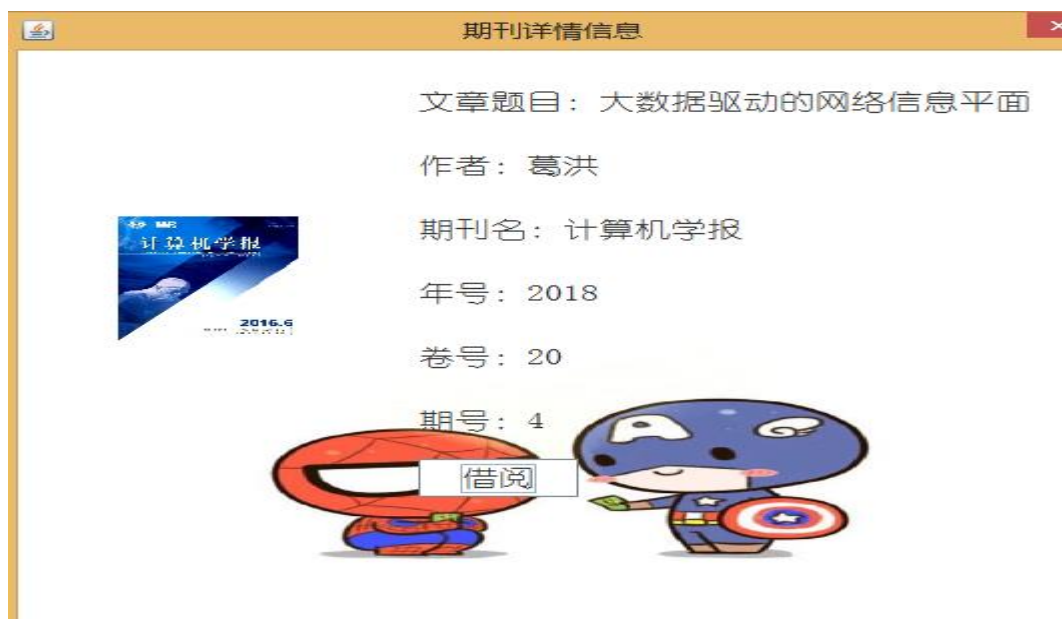 期刊详情信息
文章题目：大数据驱动的网络信息平面
作者：葛洪
期刊名：计算机学报
计算机学报
年号：2018
2016.6
卷号：20
期号：4
A
借阅